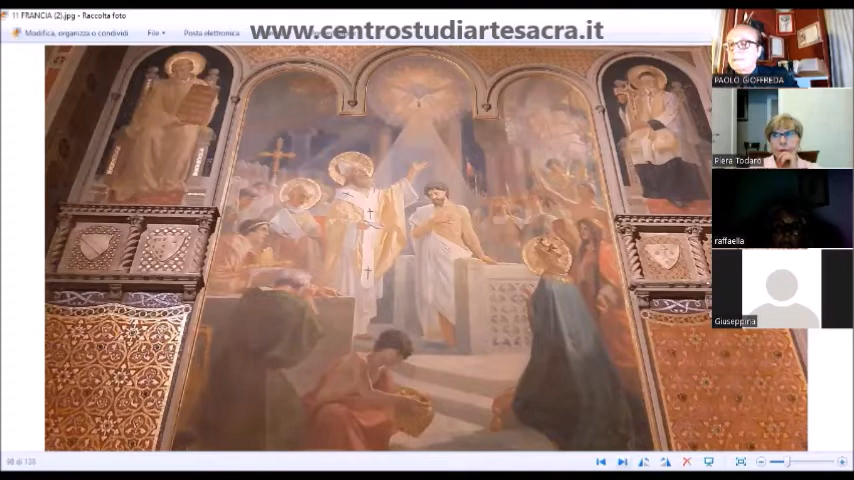 11 FRANCIA (2).jpg - Raccolta foto
www.centrostudiartesacra.it
Modifica, organizza o condividi
File
Posta elettronica
PAOLO GIOFFREDA
Piera Todaro
raffaella
Giuseppina
98 di 138